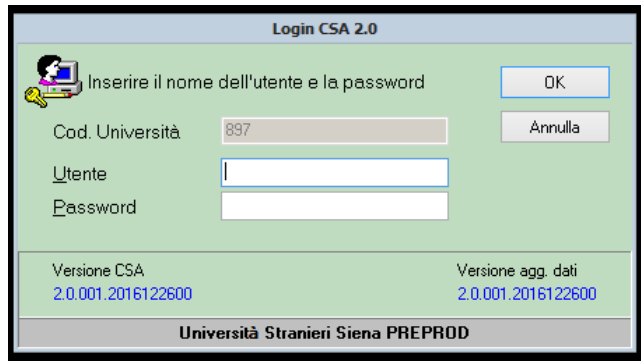 Login CSA 2.0
Inserire il nome dell'utente e la password
OK
Cod. Università
897
Annulla
Utente
Password
Versione CSA
Versione agg. dati
2.0.001.2016122600
2.0.001.2016122600
Università Stranieri Siena PREPROD